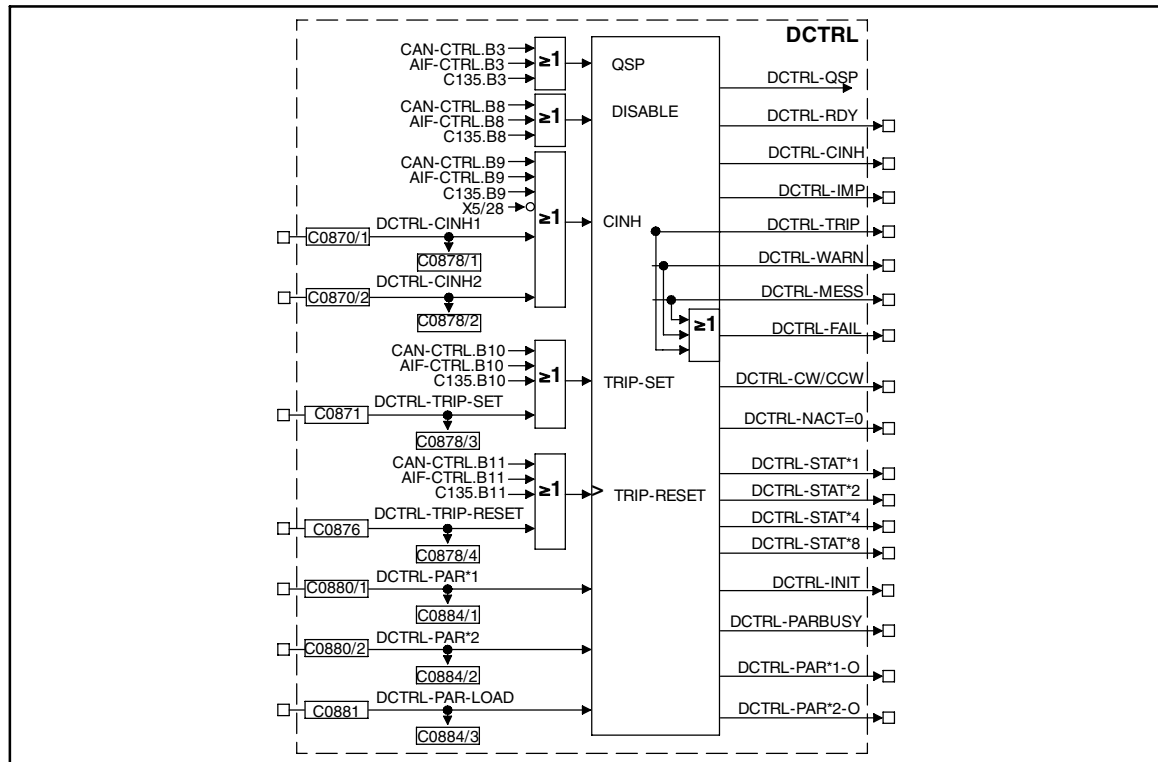 DCTRL
CAN-CTRL.B3
AIF-CTRL.B3
C135.B3
≥1
QSP
CAN-CTRL.B8
AIF-CTRL.B8
C135.B8
≥1
DISABLE
CAN-CTRL.B9
AIF-CTRL.B9
C135.B9
X5/28
≥1
CINH
C0870/1
DCTRL-CINH1
C0878/1
C0870/2
DCTRL-CINH2
C0878/2
CAN-CTRL.B10
AIF-CTRL.B10
C135.B10
≥1
TRIP-SET
C0871
DCTRL-TRIP-SET
C0878/3
CAN-CTRL.B11
AIF-CTRL.B11
C135.B11
≥1
TRIP-RESET
C0876
DCTRL-TRIP-RESET
C0878/4
C0880/1
DCTRL-PAR*1
C0884/1
C0880/2
DCTRL-PAR*2
C0884/2
C0881
DCTRL-PAR-LOAD
C0884/3
DCTRL-QSP
DCTRL-RDY
DCTRL-CINH
DCTRL-IMP
DCTRL-TRIP
DCTRL-WARN
DCTRL-MESS
≥1
DCTRL-FAIL
DCTRL-CW/CCW
DCTRL-NACT=0
DCTRL-STAT*1
DCTRL-STAT*2
DCTRL-STAT*4
DCTRL-STAT*8
DCTRL-INIT
DCTRL-PARBUSY
DCTRL-PAR*1-O
DCTRL-PAR*2-O